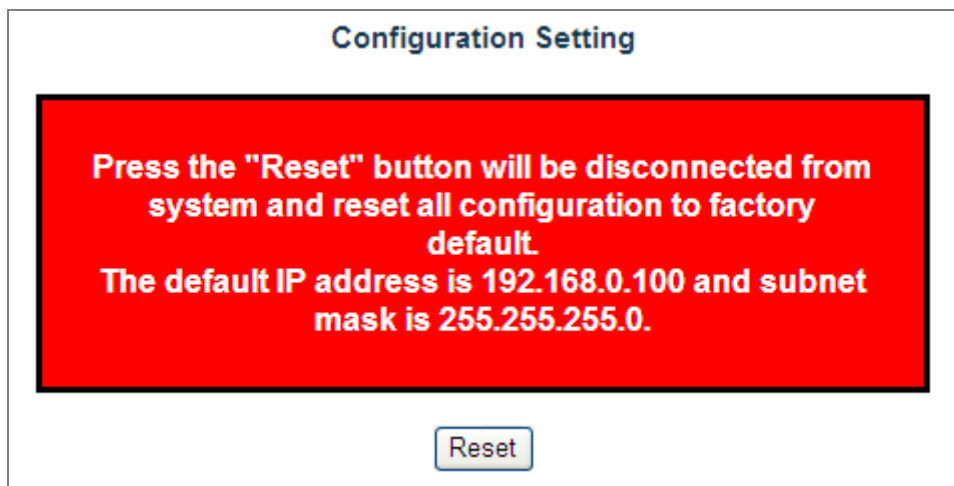 Configuration Setting
Press the "Reset" button will be disconnected from
system and reset all configuration to factory
default.
The default IP address is 192.168.0.100 and subnet
mask is 255.255.255.0.
Reset